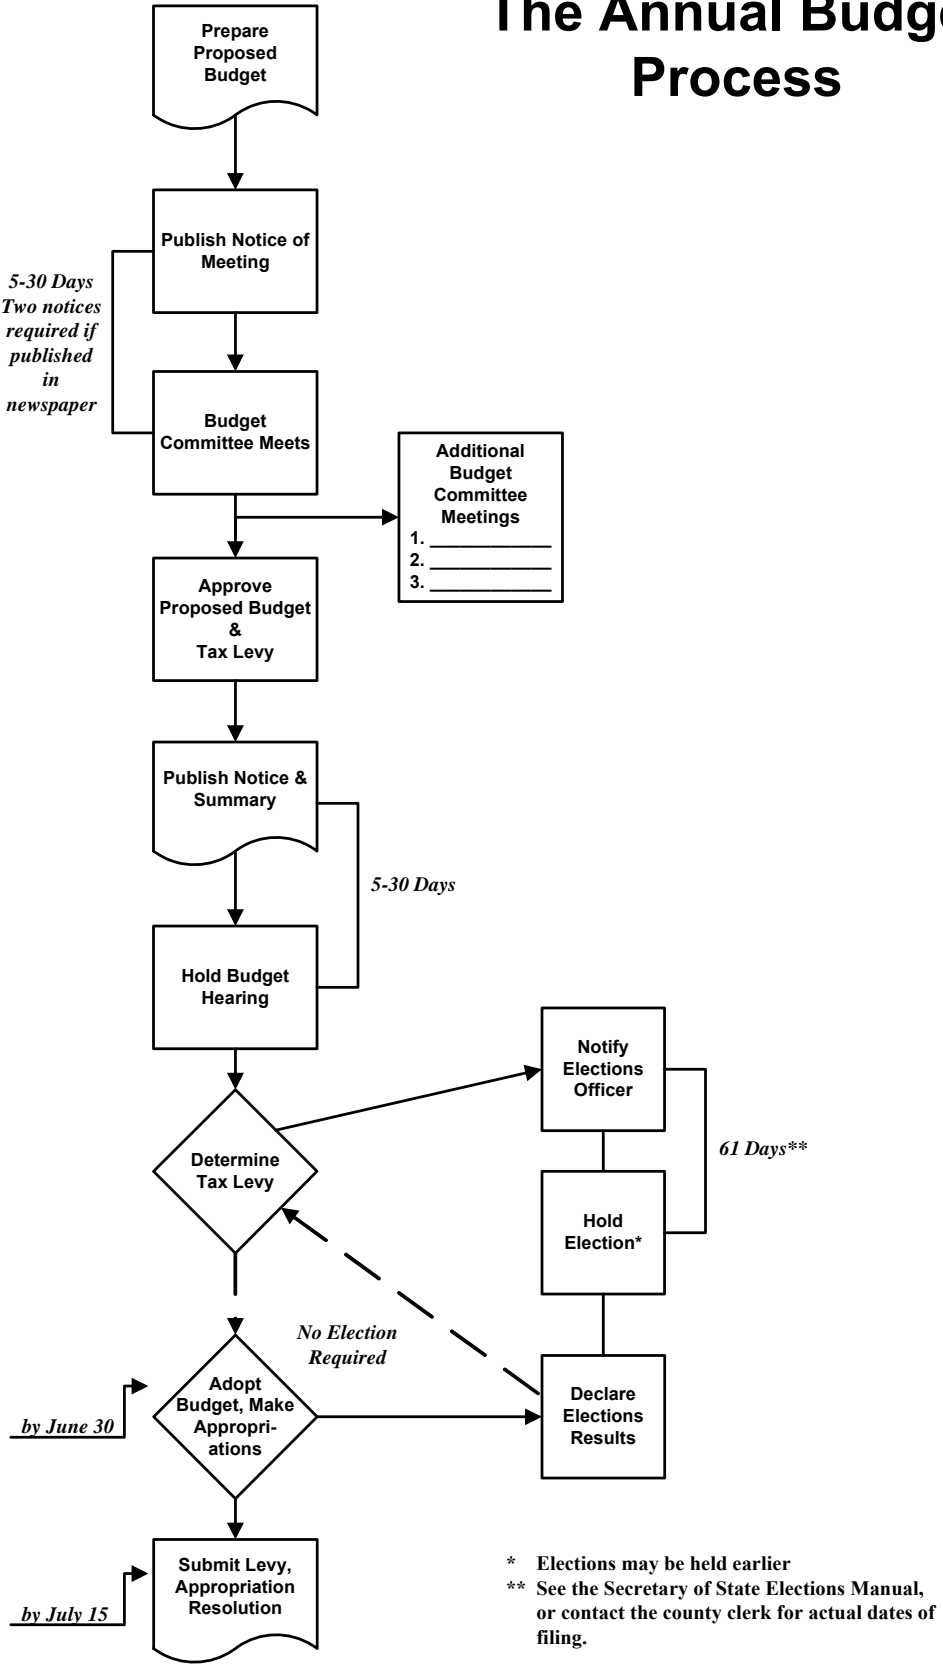 The Annual Budge
Process
Prepare
Proposed
Budget
Publish Notice of
Meeting
5-30 Days
Two notices
required if
published
in
newspaper
Budget
Committee Meets
Additional
Budget
Committee
Meetings
1. ____________
2. ____________
3. ____________
Approve
Proposed Budget
&
Tax Levy
Publish Notice &
Summary
5-30 Days
Hold Budget
Hearing
Notify
Elections
Officer
61 Days**
Determine
Tax Levy
Hold
Election*
No Election
Required
Adopt
Budget, Make
Appropri-
ations
by June 30
Declare
Elections
Results
Submit Levy,
Appropriation
Resolution
by July 15
* Elections may be held earlier
** See the Secretary of State Elections Manual,
or contact the county clerk for actual dates of
filing.